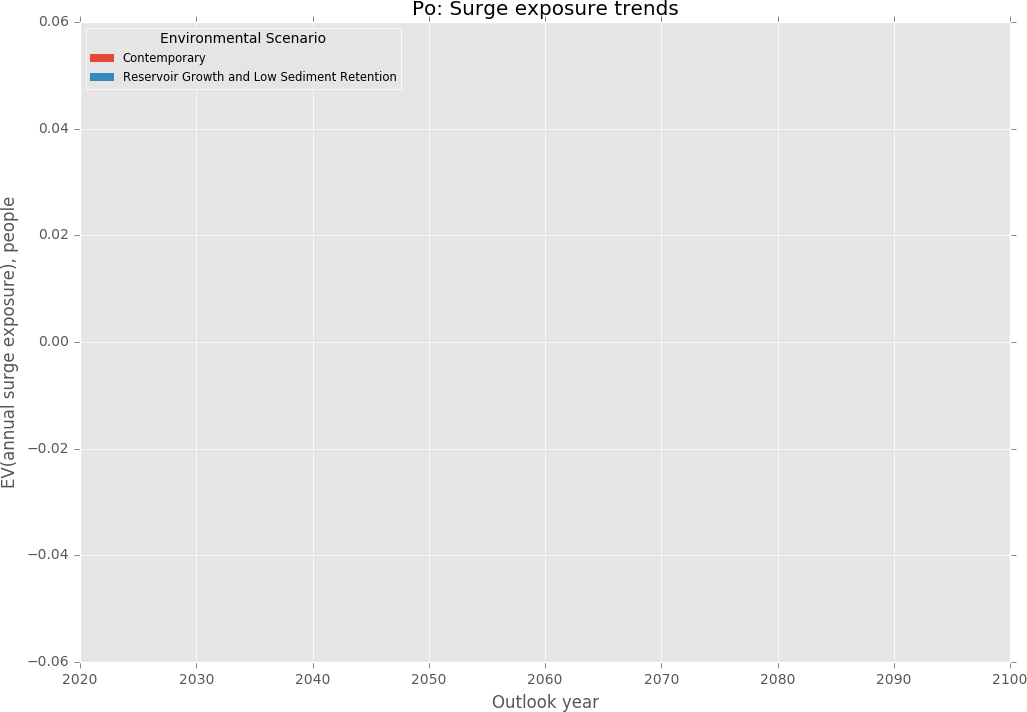 Po: Surge exposure trends
Environmental Scenario
Contemporary
Reservoir Growth and Low Sediment Retention
EV(annual surge exposure), people
0.06
0.04
0.02
0.00
−0.02
−0.04
−0.06
2020 2030 2040 2050 2060 2070 2080 2090 2100
Outlook year